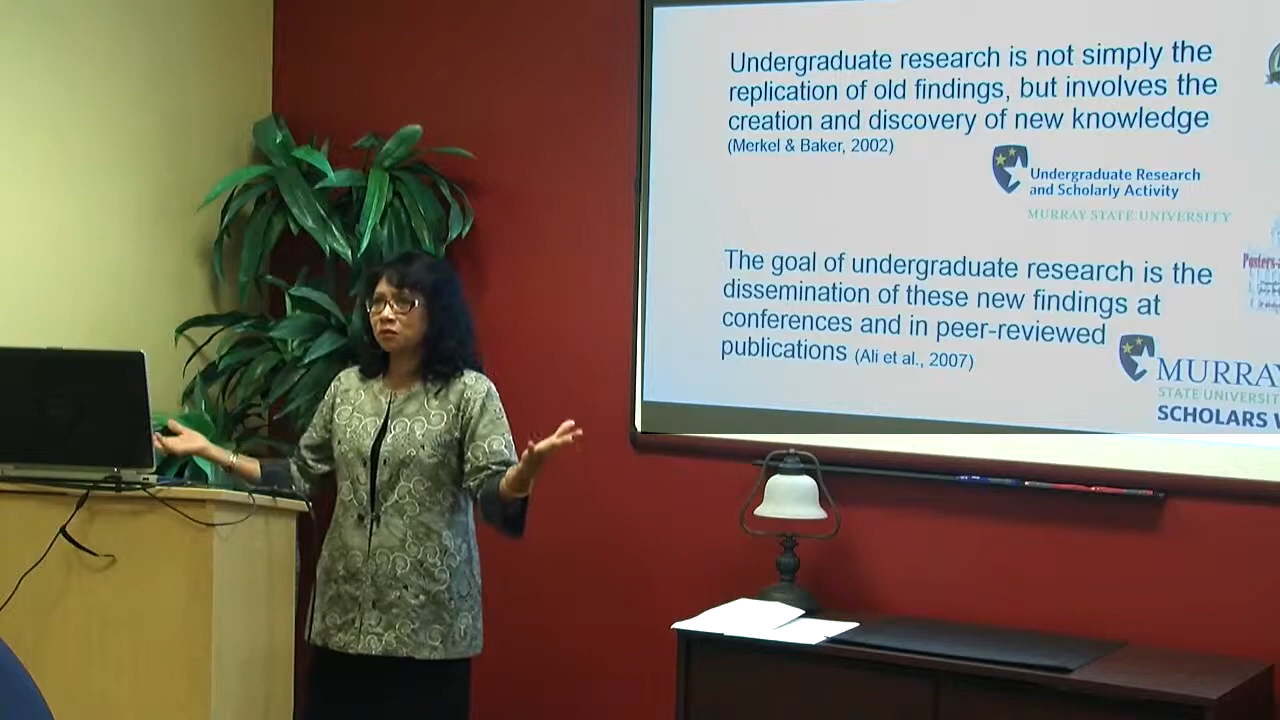 Undergraduate research is not simply the
replication of old findings, but involves the
creation and discovery of new knowledge
(Merkel & Baker, 2002)
Undergraduate Research
and Scholarly Activity
MURRAY STATE UNIVERSITY
The goal of undergraduate research is the
dissemination of these new findings at
conferences and in peer-reviewed
publications (Ali et al., 2007)
Posters-
MURRAY
STATE UNIVERSITY
SCHOLARS W